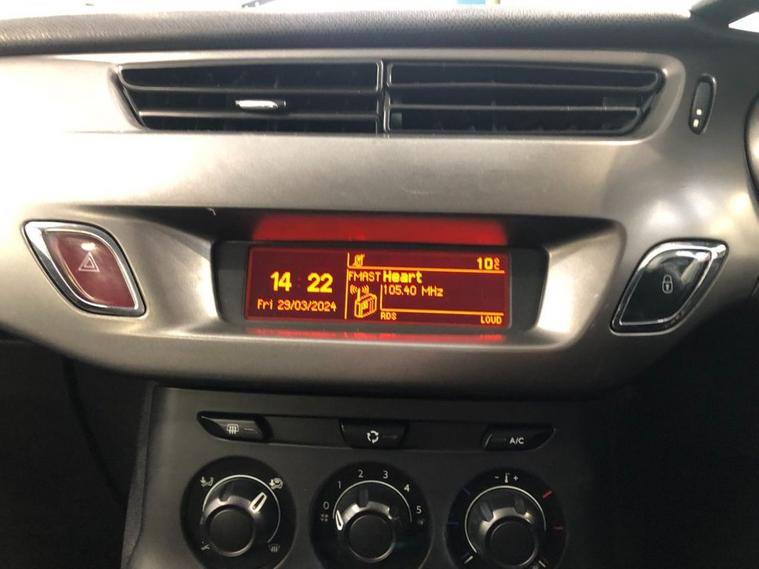 10°C
14 22
FMAST Heart
105.40 MHz
Fri 29/03/2024
RDS LOUD
A/C
0 1 2 3 4 5
- +